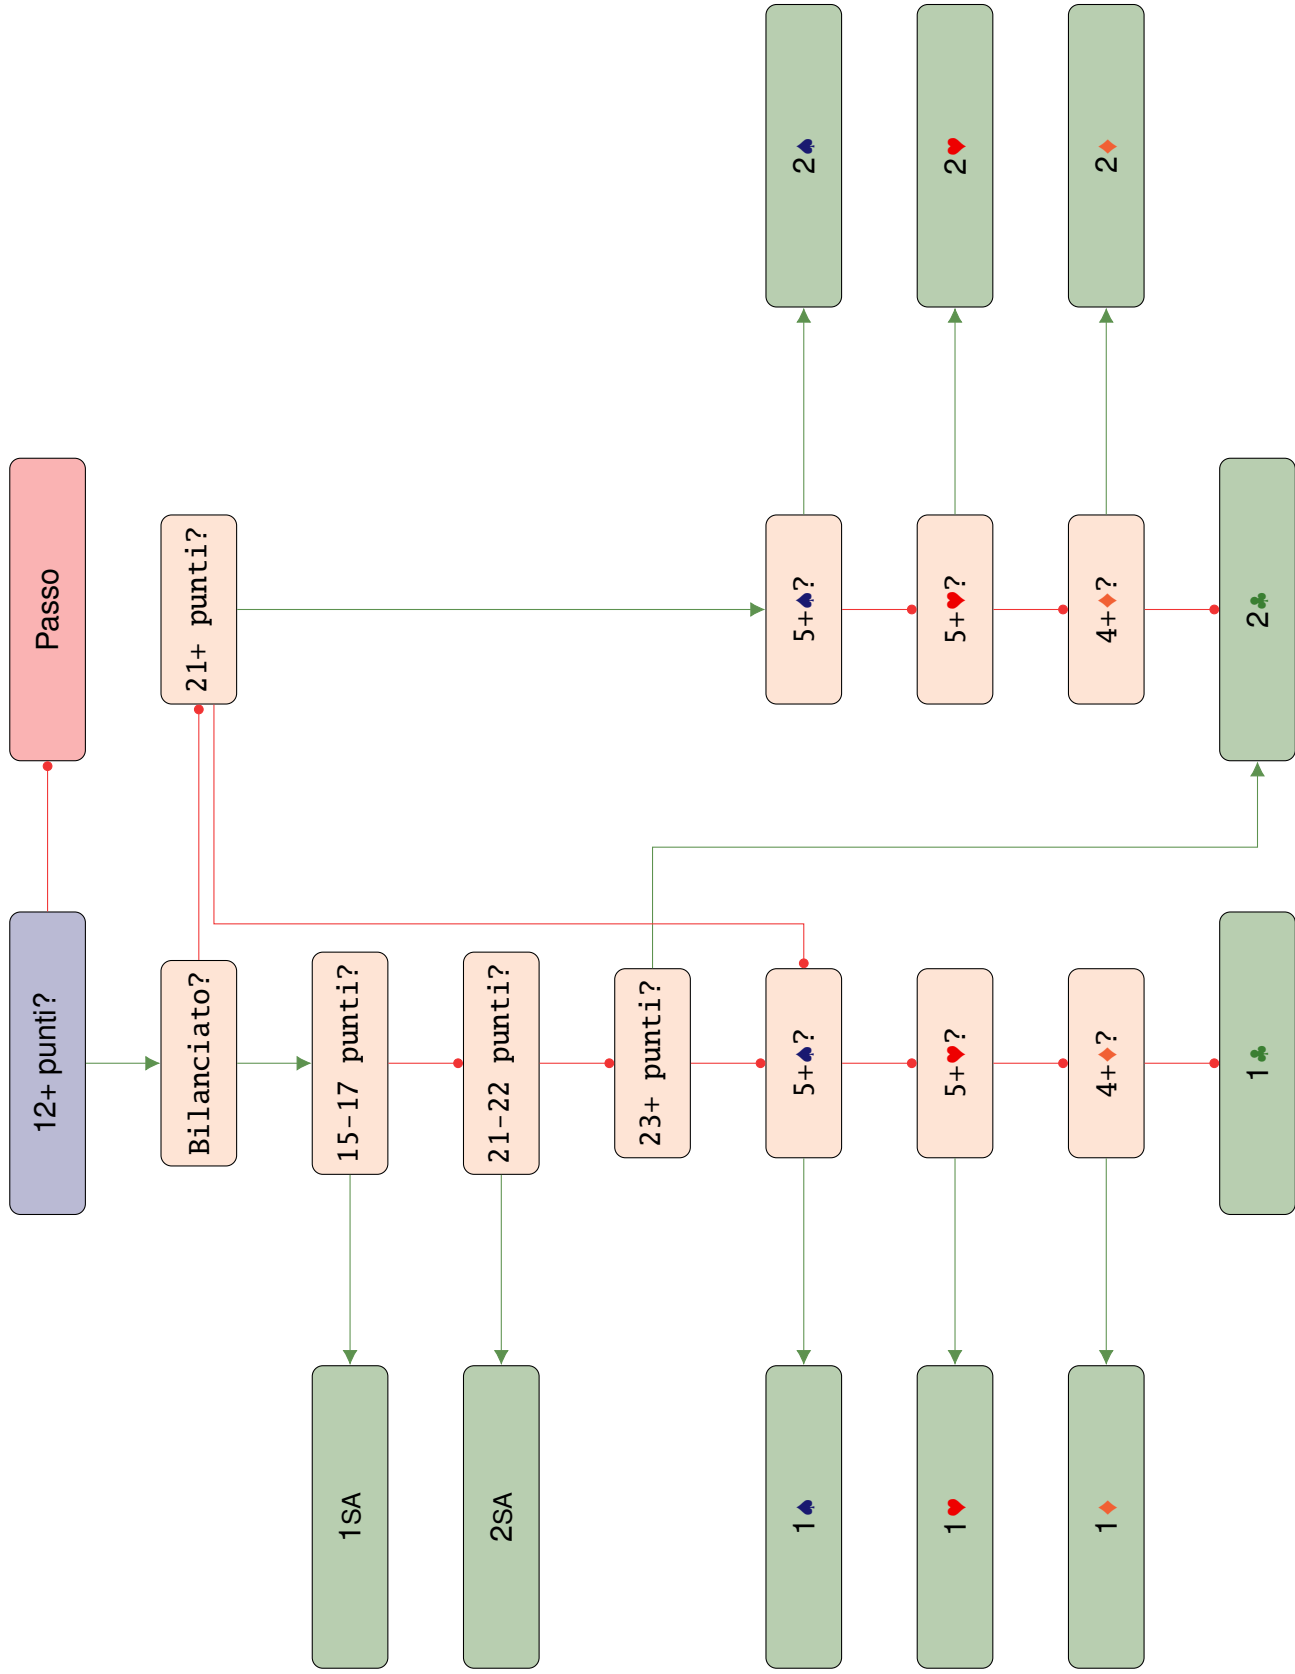 12+ punti?
Passo
Bilanciato?
21+ punti?
1SA
15-17 punti?
2SA
21-22 punti?
23+ punti?
1♠
5+♠?
5+♠?
2♠
1♥
5+♥?
5+♥?
2♥
1♦
4+♦?
4+♦?
2♦
1♣
2♣